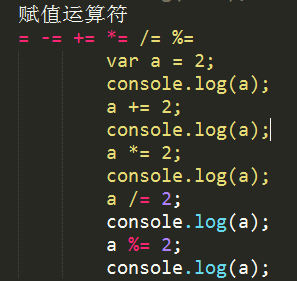 赋值运算符
= -= += *= /= %=
var a = 2;
console.log(a);
a += 2;
console.log(a);
a *= 2;
console.log(a);
a /= 2;
console.log(a);
a %= 2;
console.log(a);